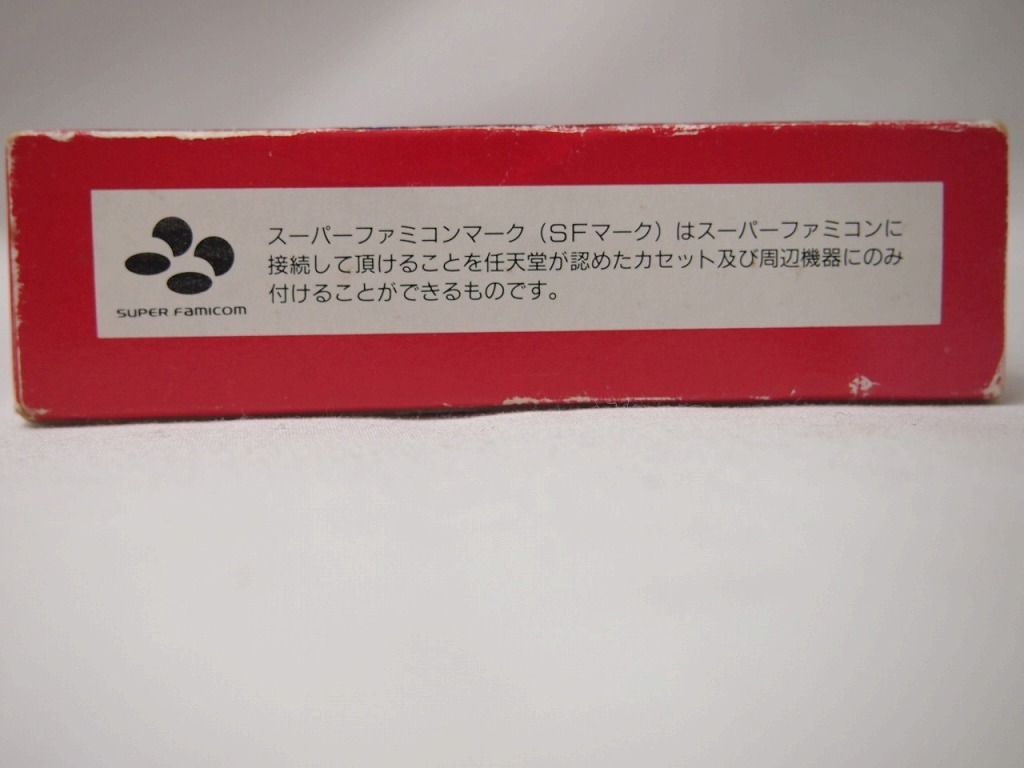 スーパーファミコンマーク（SFマーク）はスーパーファミコンに
接続して頂けることを任天堂が認めたカセット及び周辺機器にのみ
付けることができるものです。
SUPER FAMICOM